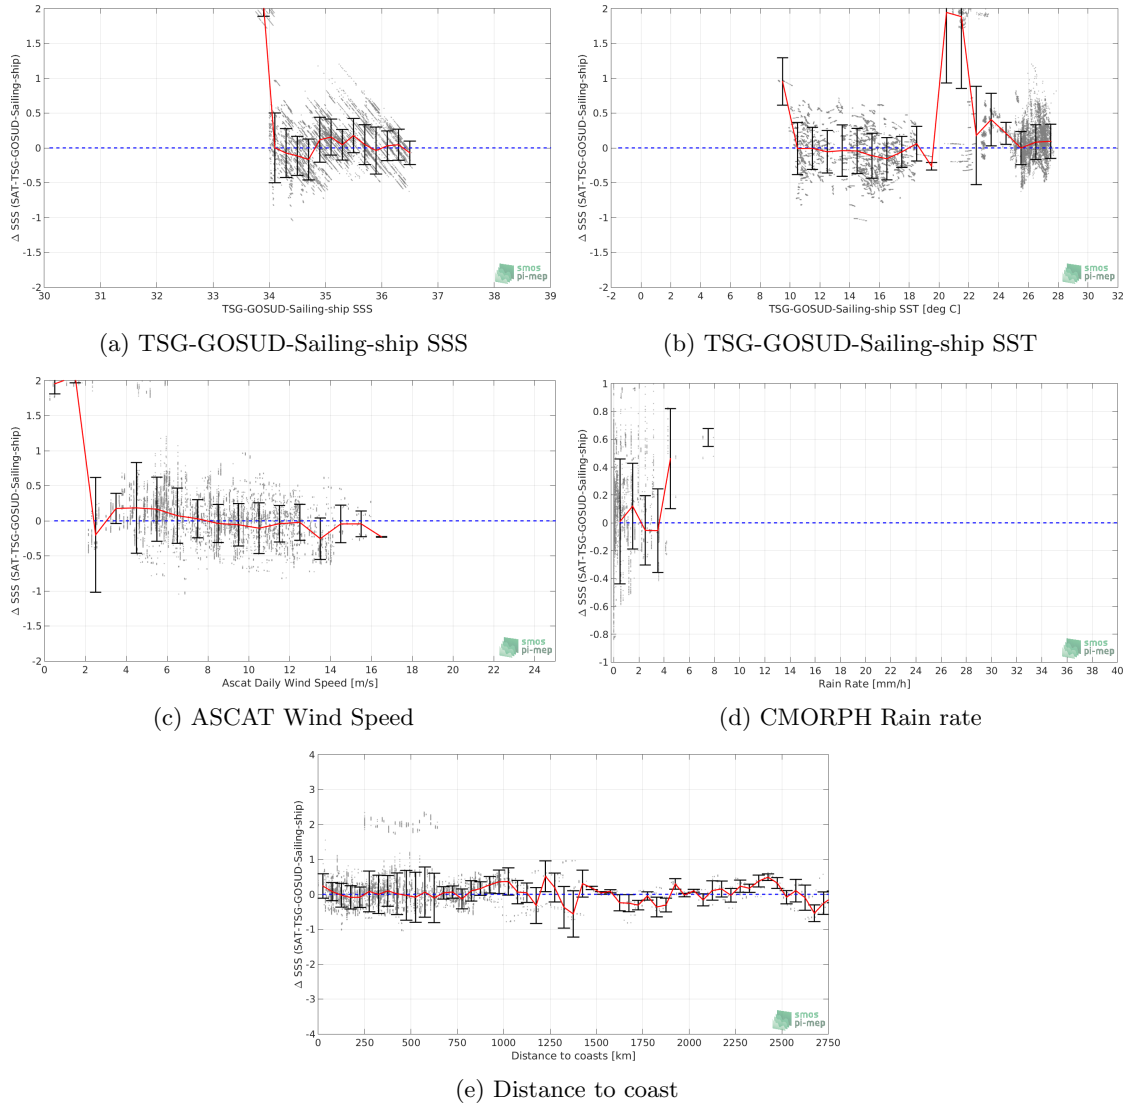 2
1.5
1
0.5
0
-0.5
-1
-1.5
-2
Δ SSS (SAT-TSG-GOSUD-Sailing-ship)
30 31 32 33 34 35 36 37 38 39
TSG-GOSUD-Sailing-ship SSS
smos
pi-mep
(a) TSG-GOSUD-Sailing-ship SSS
2
1.5
1
0.5
0
-0.5
-1
-1.5
-2
Δ SSS (SAT-TSG-GOSUD-Sailing-ship)
-2 0 2 4 6 8 10 12 14 16 18 20 22 24 26 28 30 32
TSG-GOSUD-Sailing-ship SST [deg C]
smos
pi-mep
(b) TSG-GOSUD-Sailing-ship SST
2
1.5
1
0.5
0
-0.5
-1
-1.5
-2
Δ SSS (SAT-TSG-GOSUD-Sailing-ship)
0 2 4 6 8 10 12 14 16 18 20 22 24
Ascat Daily Wind Speed [m/s]
smos
pi-mep
(c) ASCAT Wind Speed
1
0.8
0.6
0.4
0.2
0
-0.2
-0.4
-0.6
-0.8
-1
Δ SSS (SAT-TSG-GOSUD-Sailing-ship)
0 2 4 6 8 10 12 14 16 18 20 22 24 26 28 30 32 34 36 38 40
Rain Rate [mm/h]
smos
pi-mep
(d) CMORPH Rain rate
4
3
2
1
0
-1
-2
-3
-4
Δ SSS (SAT-TSG-GOSUD-Sailing-ship)
0 250 500 750 1000 1250 1500 1750 2000 2250 2500 2750
Distance to coasts [km]
smos
pi-mep
(e) Distance to coast